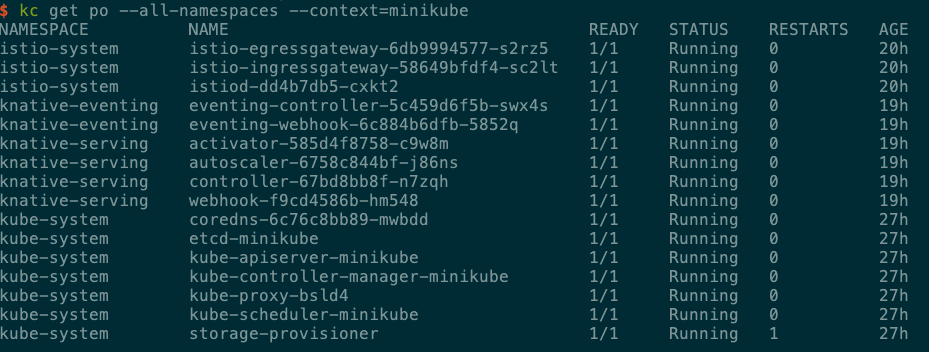 $ kc get po --all-namespaces --context=minikube
NAMESPACE NAME READY STATUS RESTARTS AGE
istio-system istio-egressgateway-6db9994577-s2rz5 1/1 Running 0 20h
istio-system istio-ingressgateway-58649bfdf4-sc2lt 1/1 Running 0 20h
istio-system istiod-dd4b7db5-cxkt2 1/1 Running 0 20h
knative-eventing eventing-controller-5c459d6f5b-swx4s 1/1 Running 0 19h
knative-eventing eventing-webhook-6c884b6dfb-5852q 1/1 Running 0 19h
knative-serving activator-585d4f8758-c9w8m 1/1 Running 0 19h
knative-serving autoscaler-6758c844bf-j86ns 1/1 Running 0 19h
knative-serving controller-67bd8bb8f-n7zqh 1/1 Running 0 19h
knative-serving webhook-f9cd4586b-hm548 1/1 Running 0 19h
kube-system coredns-6c76c8bb89-mwbdd 1/1 Running 0 27h
kube-system etcd-minikube 1/1 Running 0 27h
kube-system kube-apiserver-minikube 1/1 Running 0 27h
kube-system kube-controller-manager-minikube 1/1 Running 0 27h
kube-system kube-proxy-bsld4 1/1 Running 0 27h
kube-system kube-scheduler-minikube 1/1 Running 0 27h
kube-system storage-provisioner 1/1 Running 1 27h